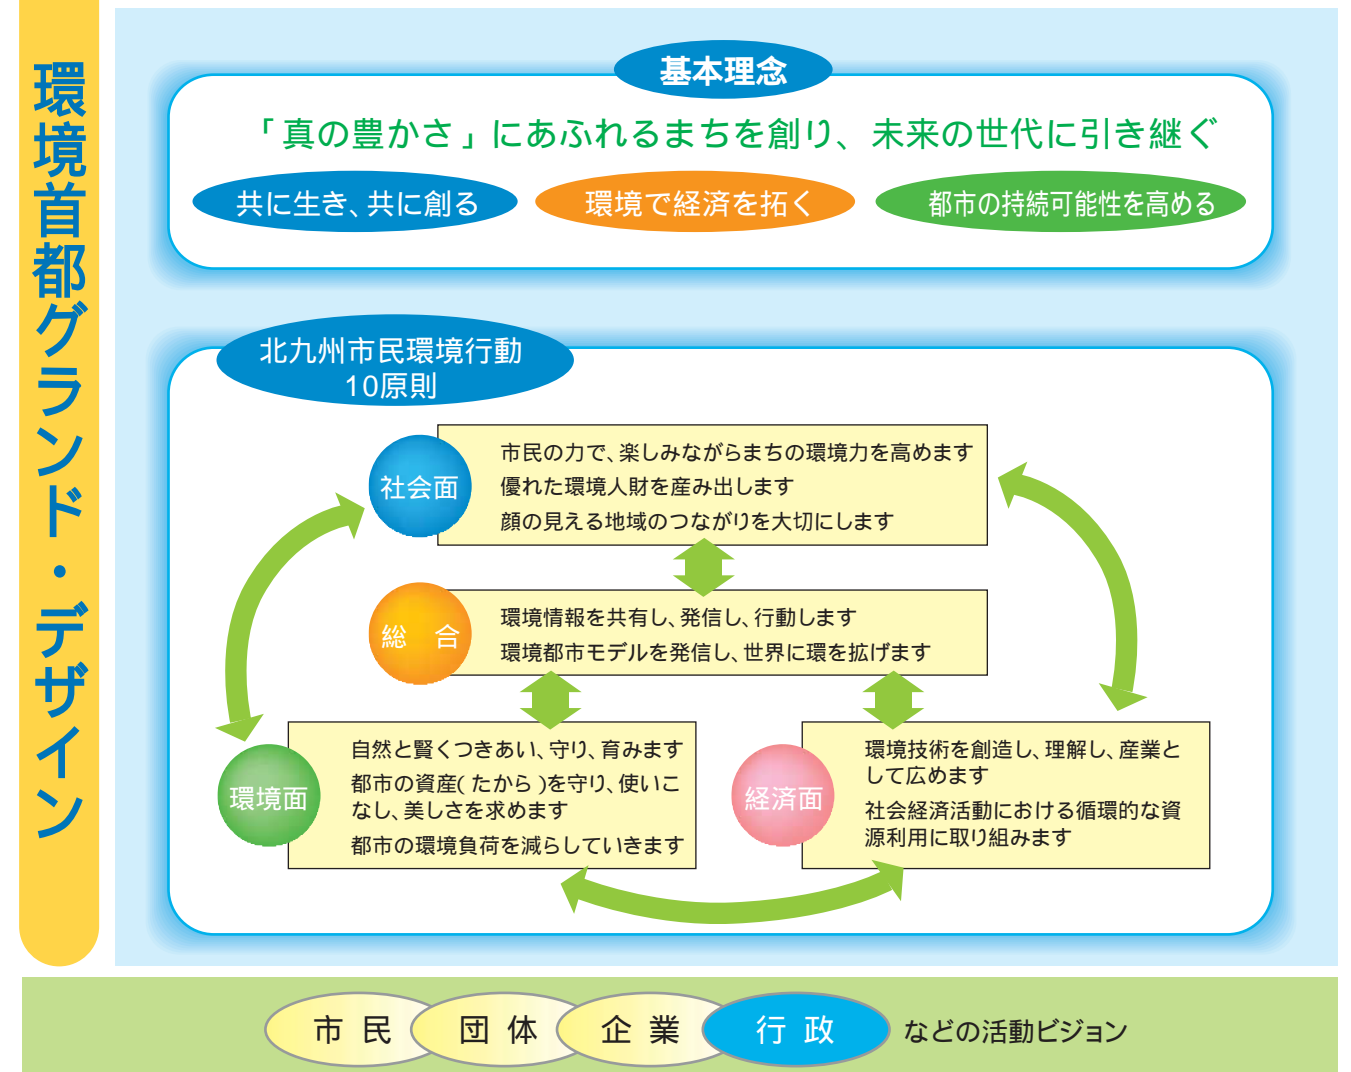 環境首都グランド・デザイン
基本理念
「真の豊かさ」にあふれるまちを創り、未来の世代に引き継ぐ
共に生き、共に創る
環境で経済を拓く
都市の持続可能性を高める
北九州市民環境行動
10原則
社会面
市民の力で、楽しみながらまちの環境力を高めます
優れた環境人財を産み出します
顔の見える地域のつながりを大切にします
総　合
環境情報を共有し、発信し、行動します
環境都市モデルを発信し、世界に環を拡げます
環境面
自然と賢くつきあい、守り、育みます
都市の資産(たから)を守り、使いこ
なし、美しさを求めます
都市の環境負荷を減らしていきます
経済面
環境技術を創造し、理解し、産業と
して広めます
社会経済活動における循環的な資
源利用に取り組みます
市 民
団 体
企 業
行 政
などの活動ビジョン